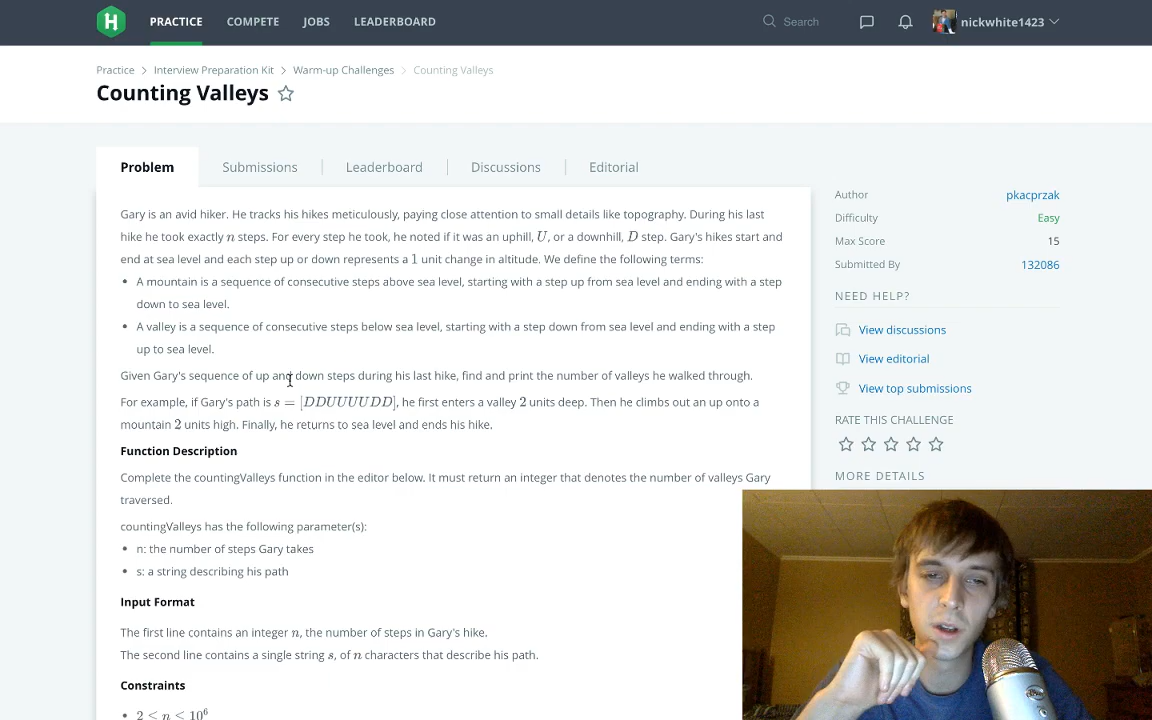 H PRACTICE COMPETE JOBS LEADERBOARD Search nickwhite1423
Practice > Interview Preparation Kit > Warm-up Challenges > Counting Valleys
Counting Valleys
Problem Submissions Leaderboard Discussions Editorial
Gary is an avid hiker. He tracks his hikes meticulously, paying close attention to small details like topography. During his last
hike he took exactly n steps. For every step he took, he noted if it was an uphill, U, or a downhill, D step. Gary's hikes start and
end at sea level and each step up or down represents a 1 unit change in altitude. We define the following terms:
• A mountain is a sequence of consecutive steps above sea level, starting with a step up from sea level and ending with a step
down to sea level.
• A valley is a sequence of consecutive steps below sea level, starting with a step down from sea level and ending with a step
up to sea level.
Given Gary's sequence of up and down steps during his last hike, find and print the number of valleys he walked through.
For example, if Gary's path is s = [DDUUUUDD], he first enters a valley 2 units deep. Then he climbs out an up onto a
mountain 2 units high. Finally, he returns to sea level and ends his hike.
Function Description
Complete the countingValleys function in the editor below. It must return an integer that denotes the number of valleys Gary
traversed.
countingValleys has the following parameter(s):
• n: the number of steps Gary takes
• s: a string describing his path
Input Format
The first line contains an integer n, the number of steps in Gary's hike.
The second line contains a single string s, of n characters that describe his path.
Constraints
• 2 ≤ n ≤ 10⁶
Author pkacprzak
Difficulty Easy
Max Score 15
Submitted By 132086
NEED HELP?
View discussions
View editorial
View top submissions
RATE THIS CHALLENGE
MORE DETAILS